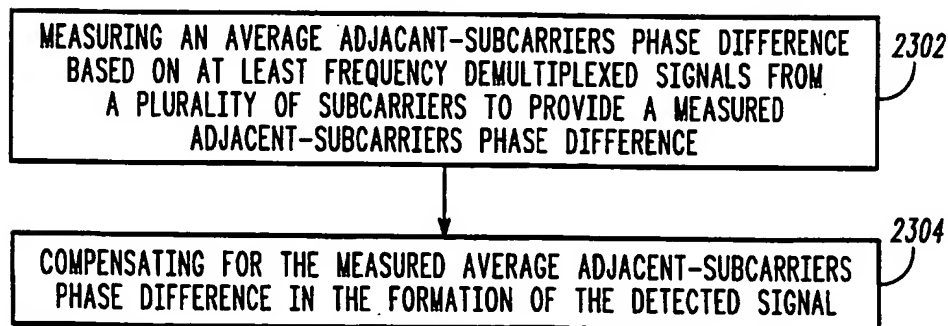 MEASURING AN AVERAGE ADJACANT-SUBCARRIERS PHASE DIFFERENCE
BASED ON AT LEAST FREQUENCY DEMULTIPLEXED SIGNALS FROM
A PLURALITY OF SUBCARRIERS TO PROVIDE A MEASURED
ADJACENT-SUBCARRIERS PHASE DIFFERENCE
2302
COMPENSATING FOR THE MEASURED AVERAGE ADJACENT-SUBCARRIERS
PHASE DIFFERENCE IN THE FORMATION OF THE DETECTED SIGNAL
2304